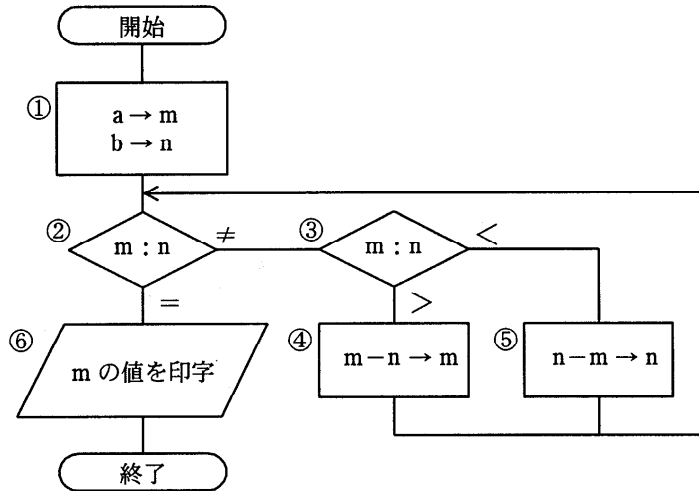 開始
①
a → m
b → n
②
m : n
≠
=
③
m : n
<
>
④
m − n → m
⑤
n − m → n
⑥
m の値を印字
終了